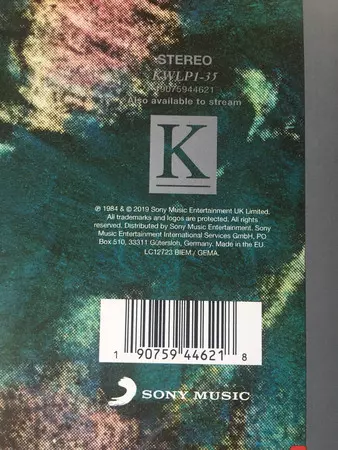 STEREO
KWLP1-35
19075944621
Also available to stream
K
℗ 1984 & © 2019 Sony Music Entertainment UK Limited.
All trademarks and logos are protected. All rights
reserved. Distributed by Sony Music Entertainment. Sony
Music Entertainment International Services GmbH, PO
Box 510, 33311 Gütersloh, Germany, Made in the EU.
LC12723 BIEM / GEMA.
1 90759 44621 8
SONY MUSIC